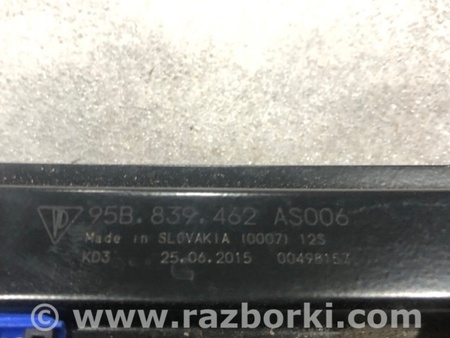 95B.839.462 AS006
Made in SLOVAKIA (0007) 12S
KD3 25.06.2015 00498157
www.razborki.com